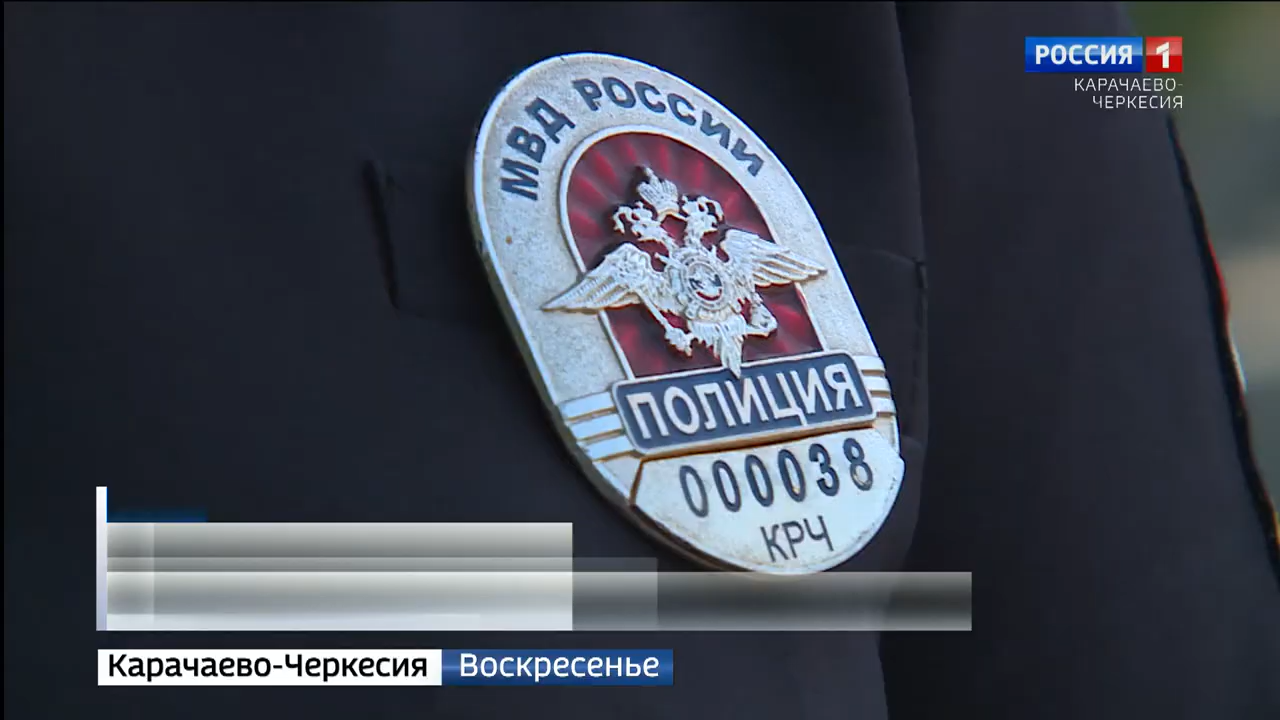 РОССИЯ 1
КАРАЧАЕВО-
ЧЕРКЕСИЯ
МВД РОССИИ
ПОЛИЦИЯ
000038
КРЧ
Карачаево-Черкесия Воскресенье